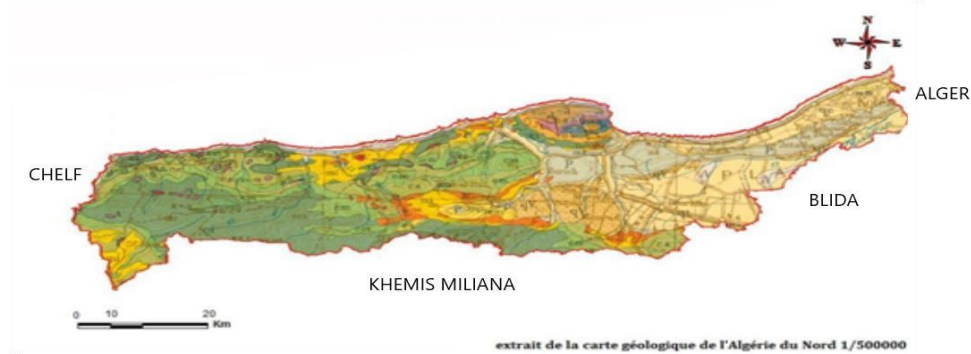 N
W E
S
ALGER
CHELF
BLIDA
KHEMIS MILIANA
0 10 20
Km
extrait de la carte géologique de l'Algérie du Nord 1/500000